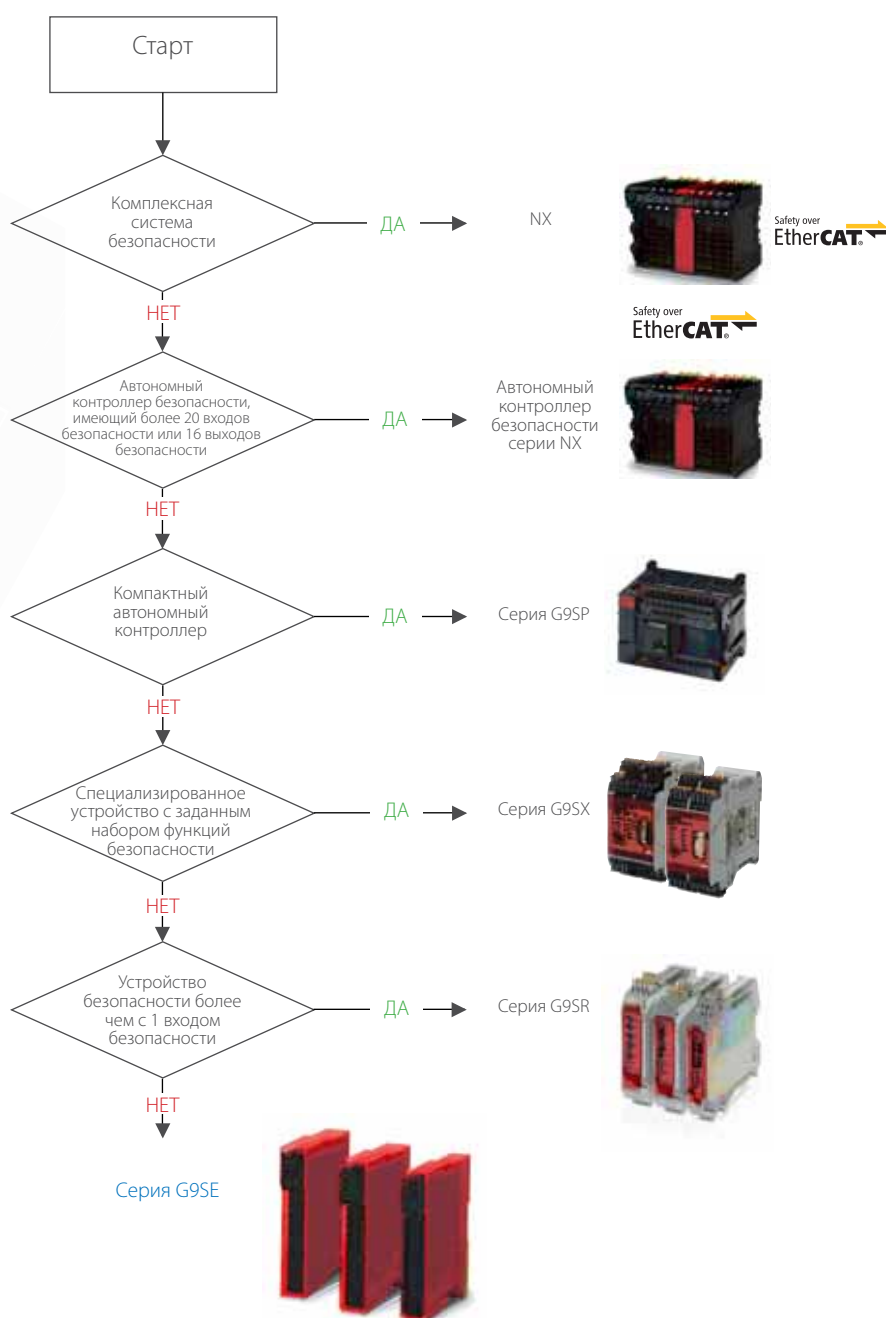 Старт
Комплексная
система
безопасности
ДА
NX
Safety over
EtherCAT®
НЕТ
Safety over
EtherCAT®
Автономный
контроллер безопасности,
имеющий более 20 входов
безопасности или 16 выходов
безопасности
ДА
Автономный
контроллер
безопасности
серии NX
НЕТ
Компактный
автономный
контроллер
ДА
Серия G9SP
НЕТ
Специализированное
устройство с заданным
набором функций
безопасности
ДА
Серия G9SX
НЕТ
Устройство
безопасности более
чем с 1 входом
безопасности
ДА
Серия G9SR
НЕТ
Серия G9SE